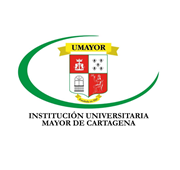 UMAYOR
INSTITUCIÓN UNIVERSITARIA
MAYOR DE CARTAGENA